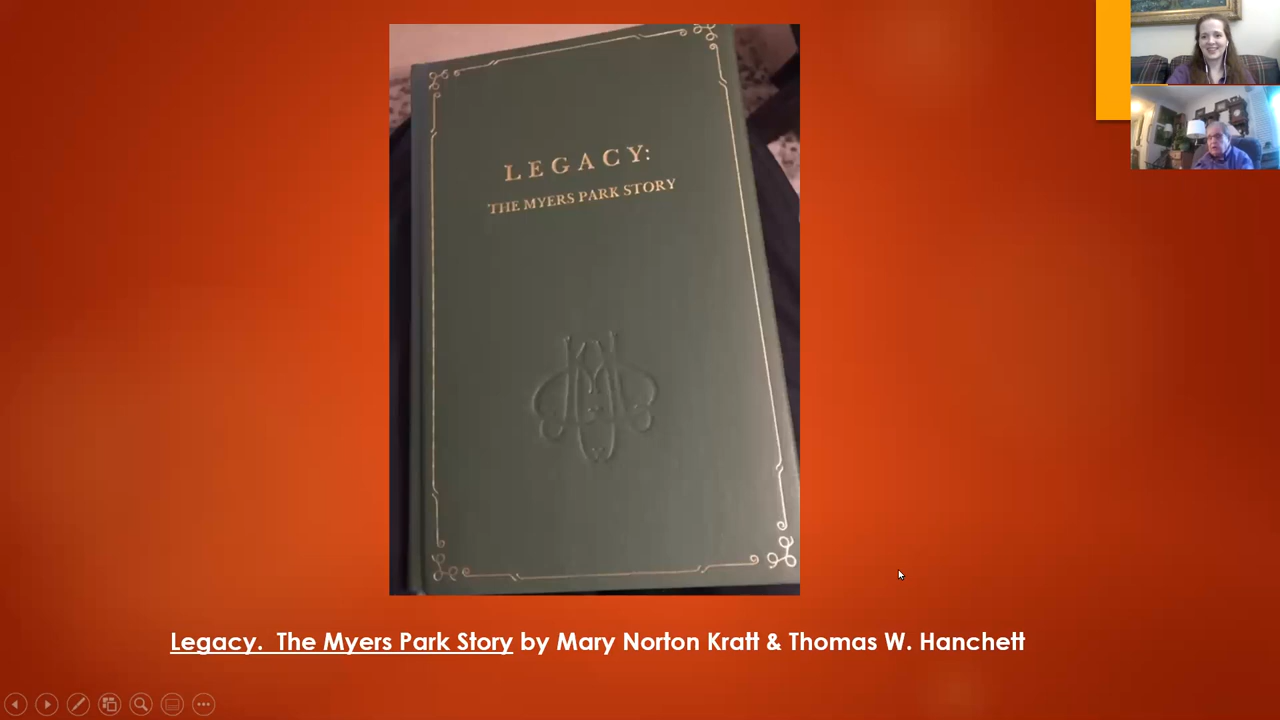 LEGACY:
THE MYERS PARK STORY
Legacy.  The Myers Park Story by Mary Norton Kratt & Thomas W. Hanchett